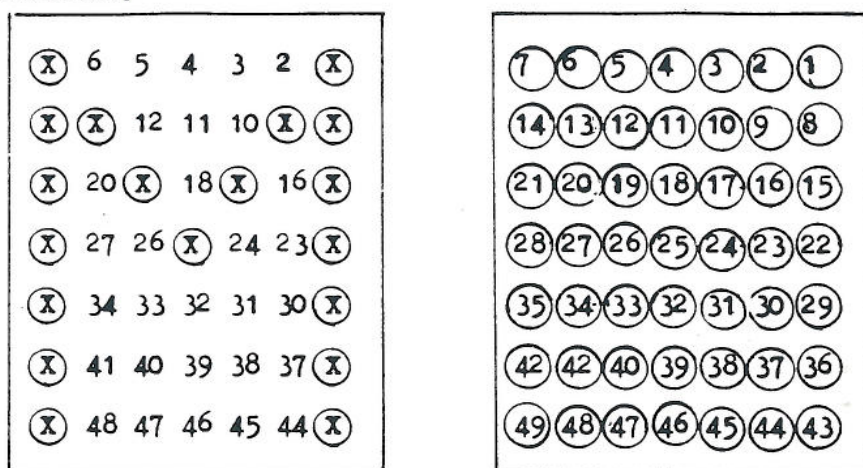 X 6 5 4 3 2 X
X X 12 11 10 X X
X 20 X 18 X 16 X
X 27 26 X 24 23 X
X 34 33 32 31 30 X
X 41 40 39 38 37 X
X 48 47 46 45 44 X
7 6 5 4 3 2 1
14 13 12 11 10 9 8
21 20 19 18 17 16 15
28 27 26 25 24 23 22
35 34 33 32 31 30 29
42 42 40 39 38 37 36
49 48 47 46 45 44 43